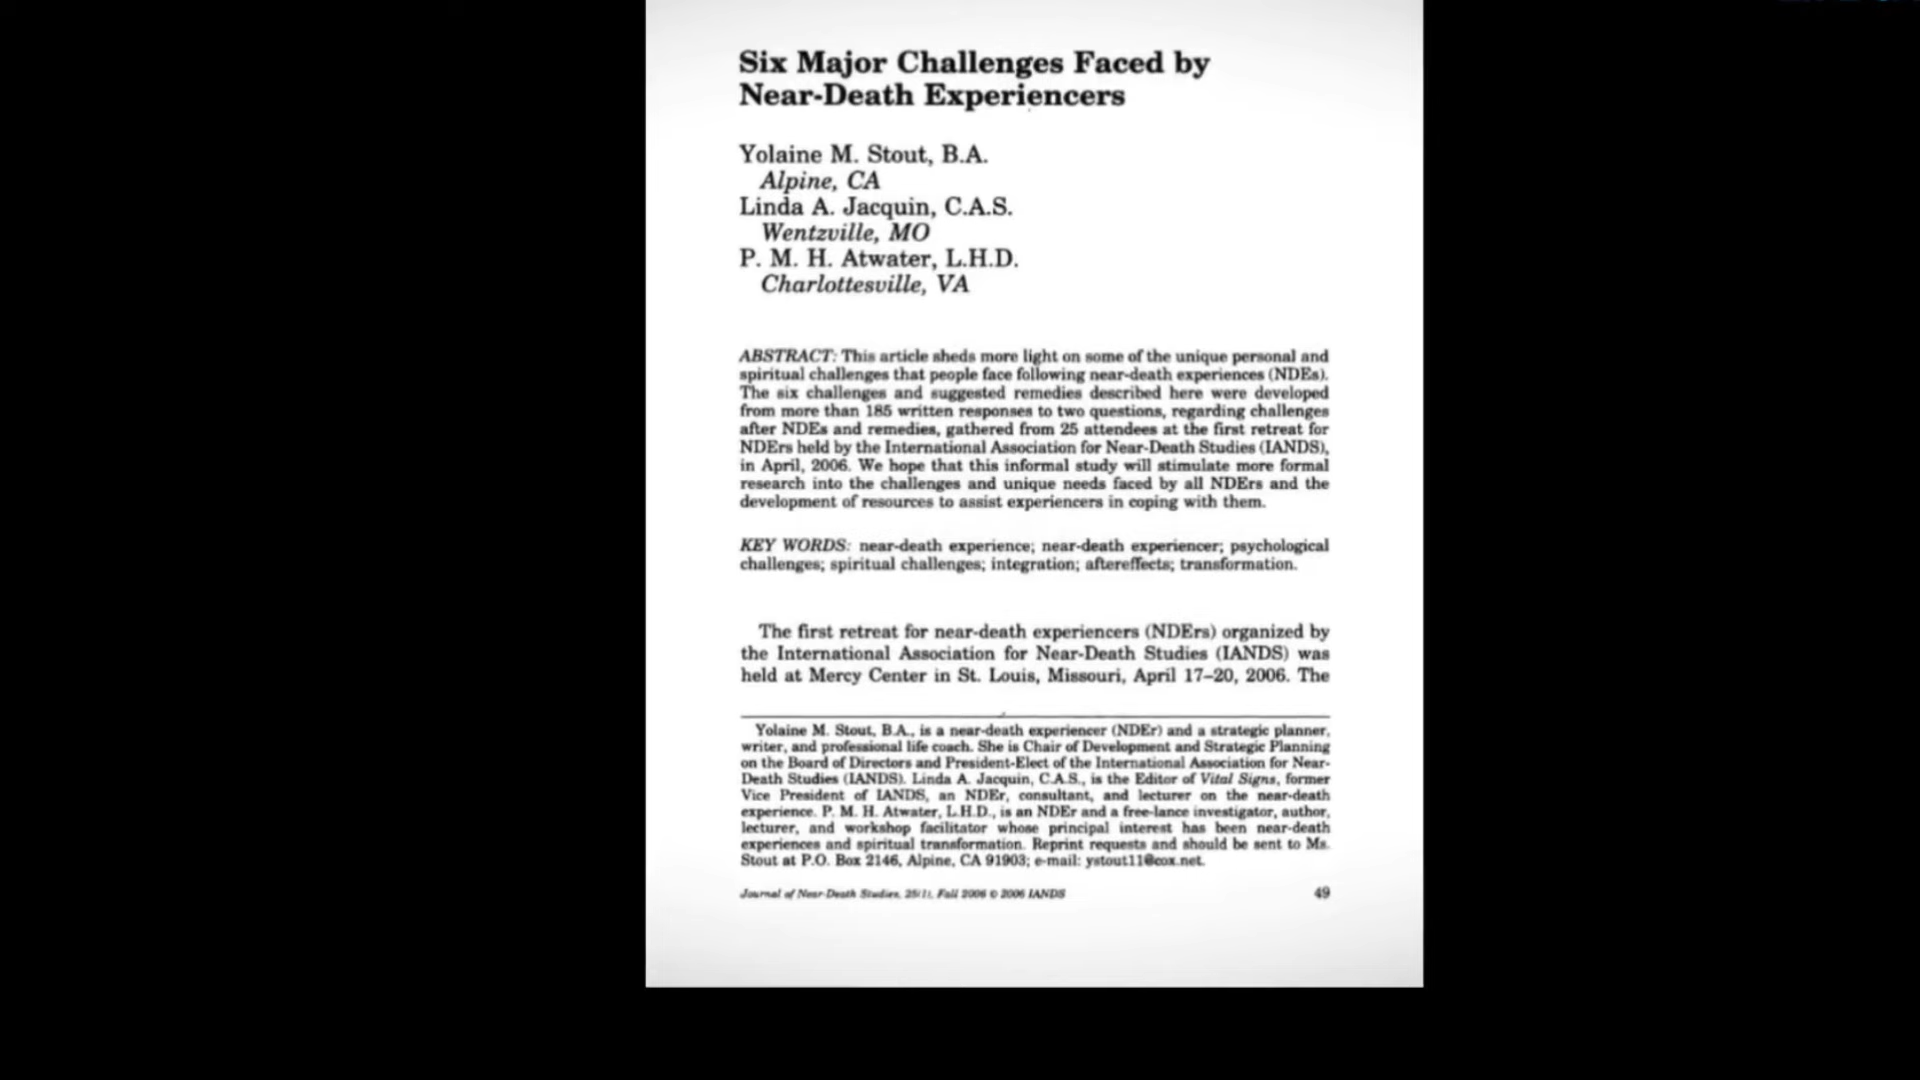 Six Major Challenges Faced by
Near-Death Experiencers
Yolaine M. Stout, B.A.
Alpine, CA
Linda A. Jacquin, C.A.S.
Wentzville, MO
P. M. H. Atwater, L.H.D.
Charlottesville, VA
ABSTRACT: This article sheds more light on some of the unique personal and
spiritual challenges that people face following near-death experiences (NDEs).
The six challenges and suggested remedies described here were developed
from more than 185 written responses to two questions, regarding challenges
after NDEs and remedies, gathered from 25 attendees at the first retreat for
NDErs held by the International Association for Near-Death Studies (IANDS),
in April, 2006. We hope that this informal study will stimulate more formal
research into the challenges and unique needs faced by all NDErs and the
development of resources to assist experiencers in coping with them.
KEY WORDS: near-death experience; near-death experiencer; psychological
challenges; spiritual challenges; integration; aftereffects; transformation.
The first retreat for near-death experiencers (NDErs) organized by
the International Association for Near-Death Studies (IANDS) was
held at Mercy Center in St. Louis, Missouri, April 17–20, 2006. The
Yolaine M. Stout, B.A., is a near-death experiencer (NDEr) and a strategic planner,
writer, and professional life coach. She is Chair of Development and Strategic Planning
on the Board of Directors and President-Elect of the International Association for Near-
Death Studies (IANDS). Linda A. Jacquin, C.A.S., is the Editor of Vital Signs, former
Vice President of IANDS, an NDEr, consultant, and lecturer on the near-death
experience. P. M. H. Atwater, L.H.D., is an NDEr and a free-lance investigator, author,
lecturer, and workshop facilitator whose principal interest has been near-death
experiences and spiritual transformation. Reprint requests and should be sent to Ms.
Stout at P.O. Box 2146, Alpine, CA 91903; e-mail: ystout11@cox.net.
Journal of Near-Death Studies, 25(1), Fall 2006 © 2006 IANDS
49